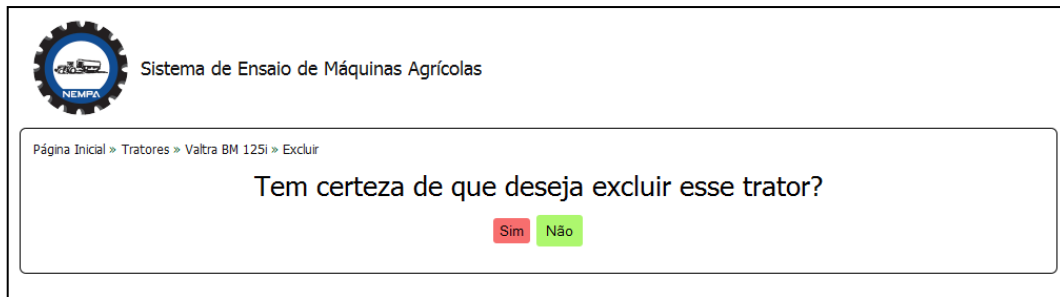 NEMPA
Sistema de Ensaio de Máquinas Agrícolas
Página Inicial » Tratores » Valtra BM 125i » Excluir
Tem certeza de que deseja excluir esse trator?
Sim Não